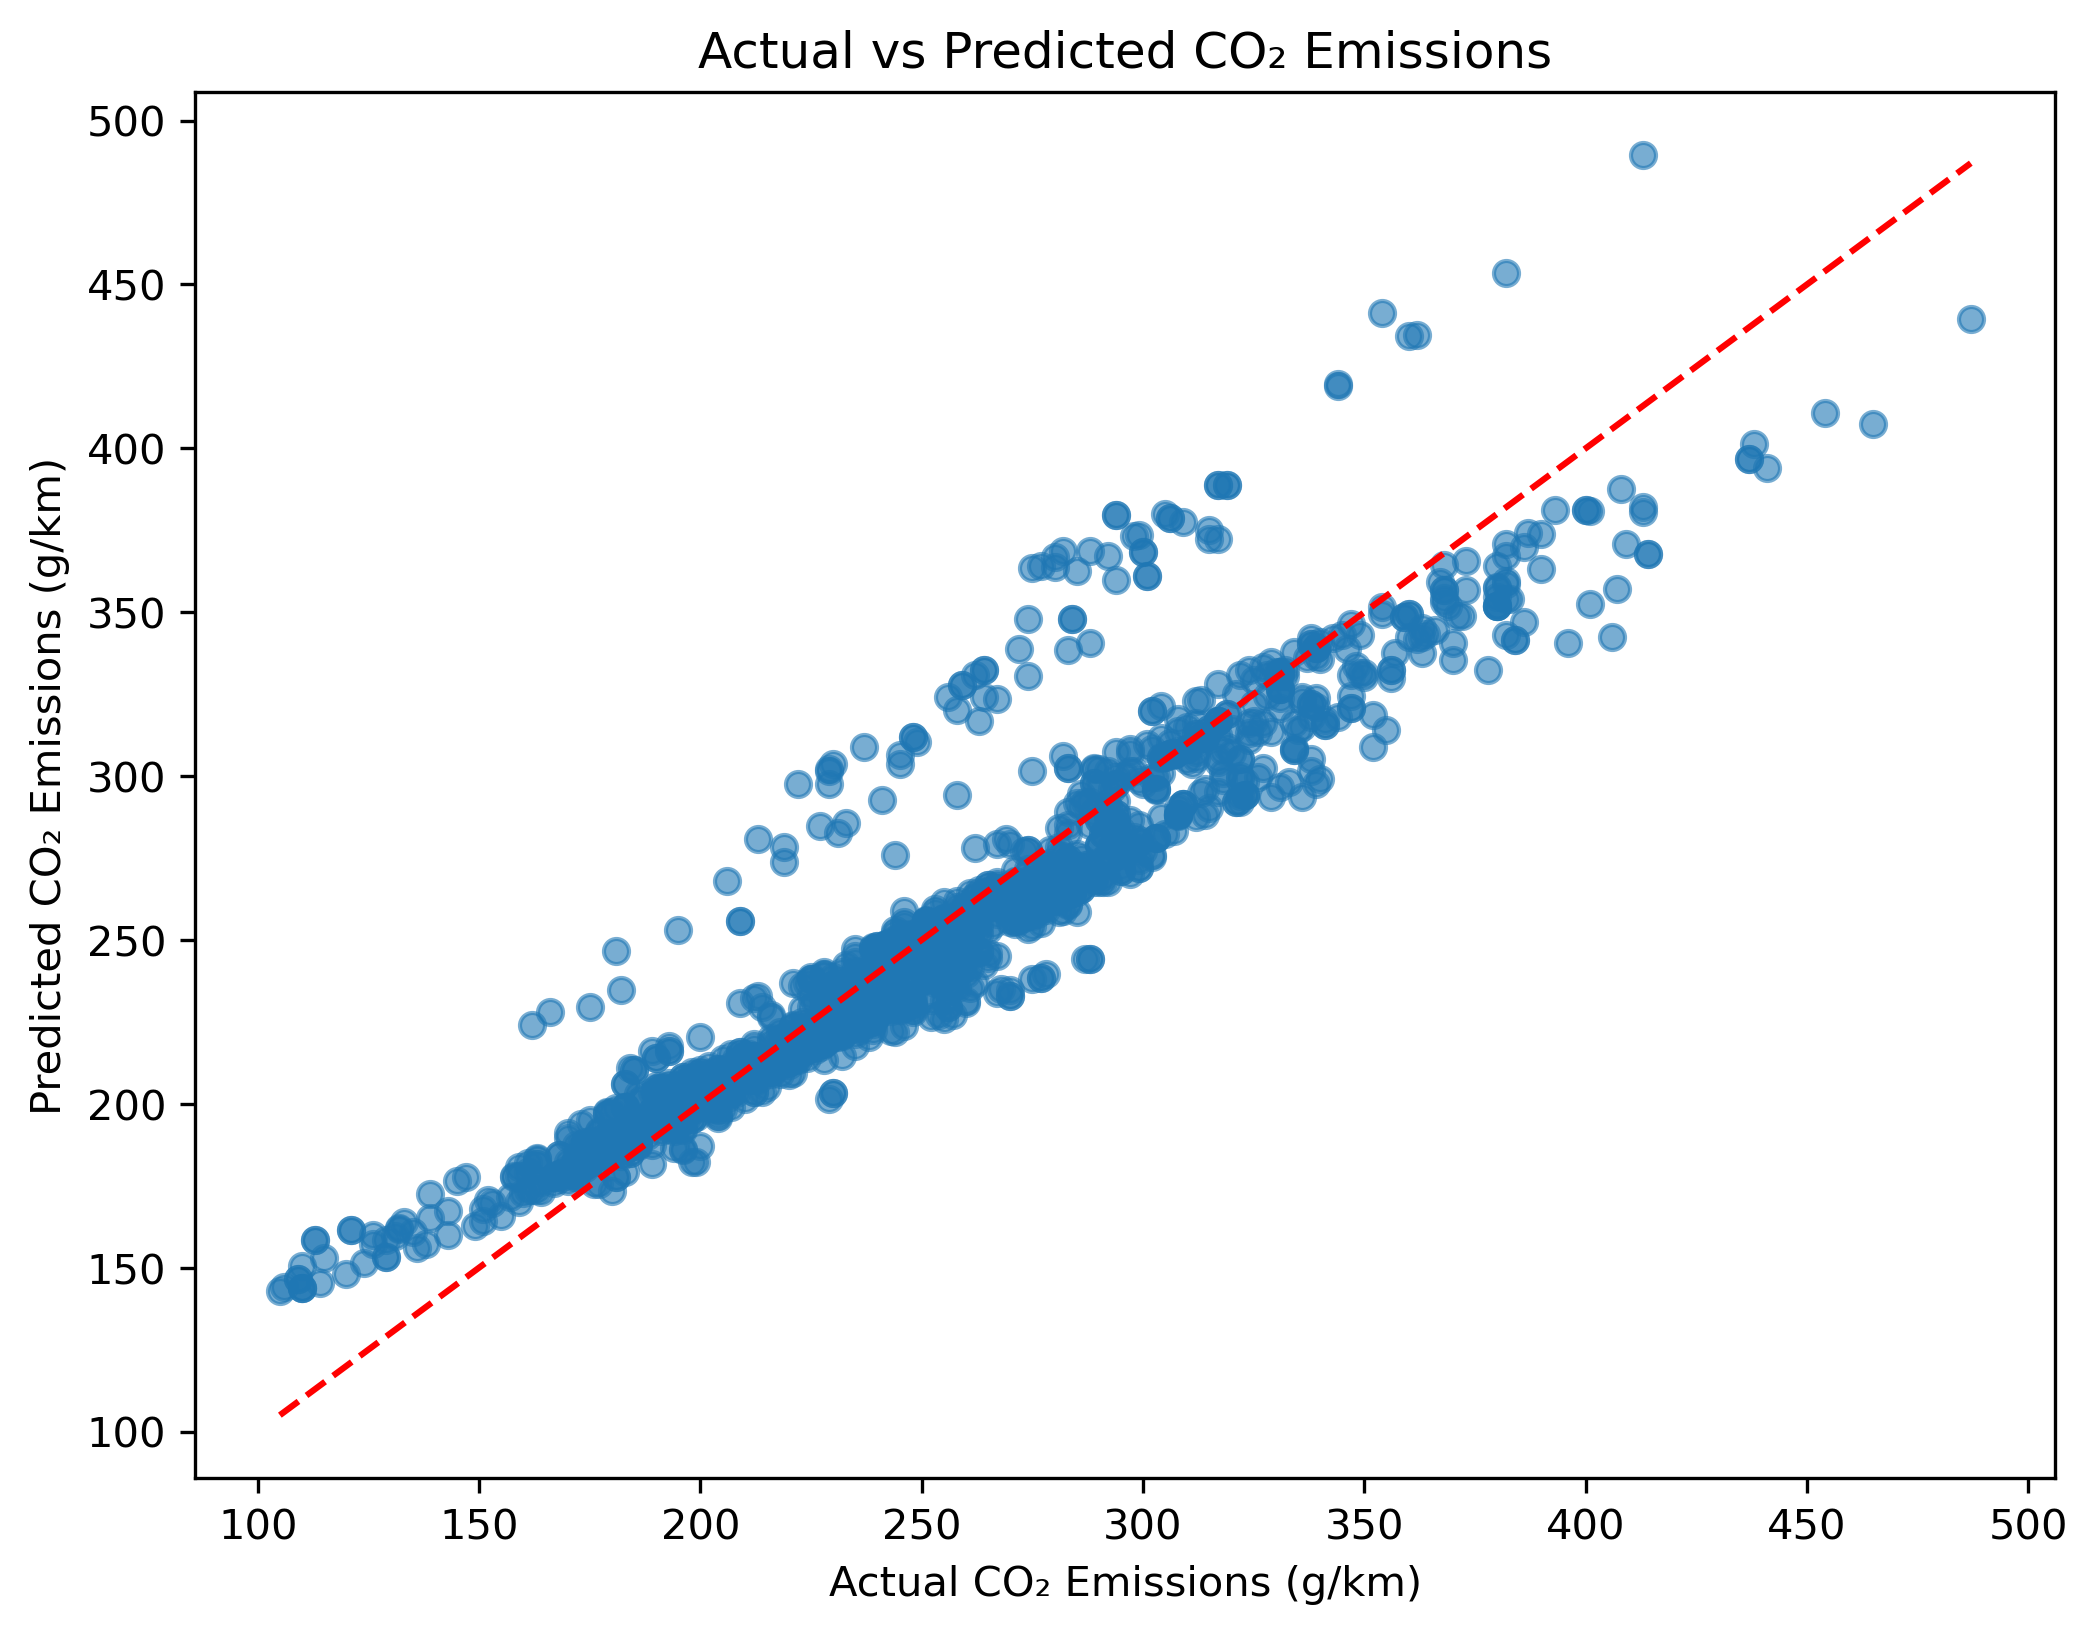 Actual vs Predicted CO₂ Emissions
Predicted CO₂ Emissions (g/km)
500
450
400
350
300
250
200
150
100
100 150 200 250 300 350 400 450 500
Actual CO₂ Emissions (g/km)